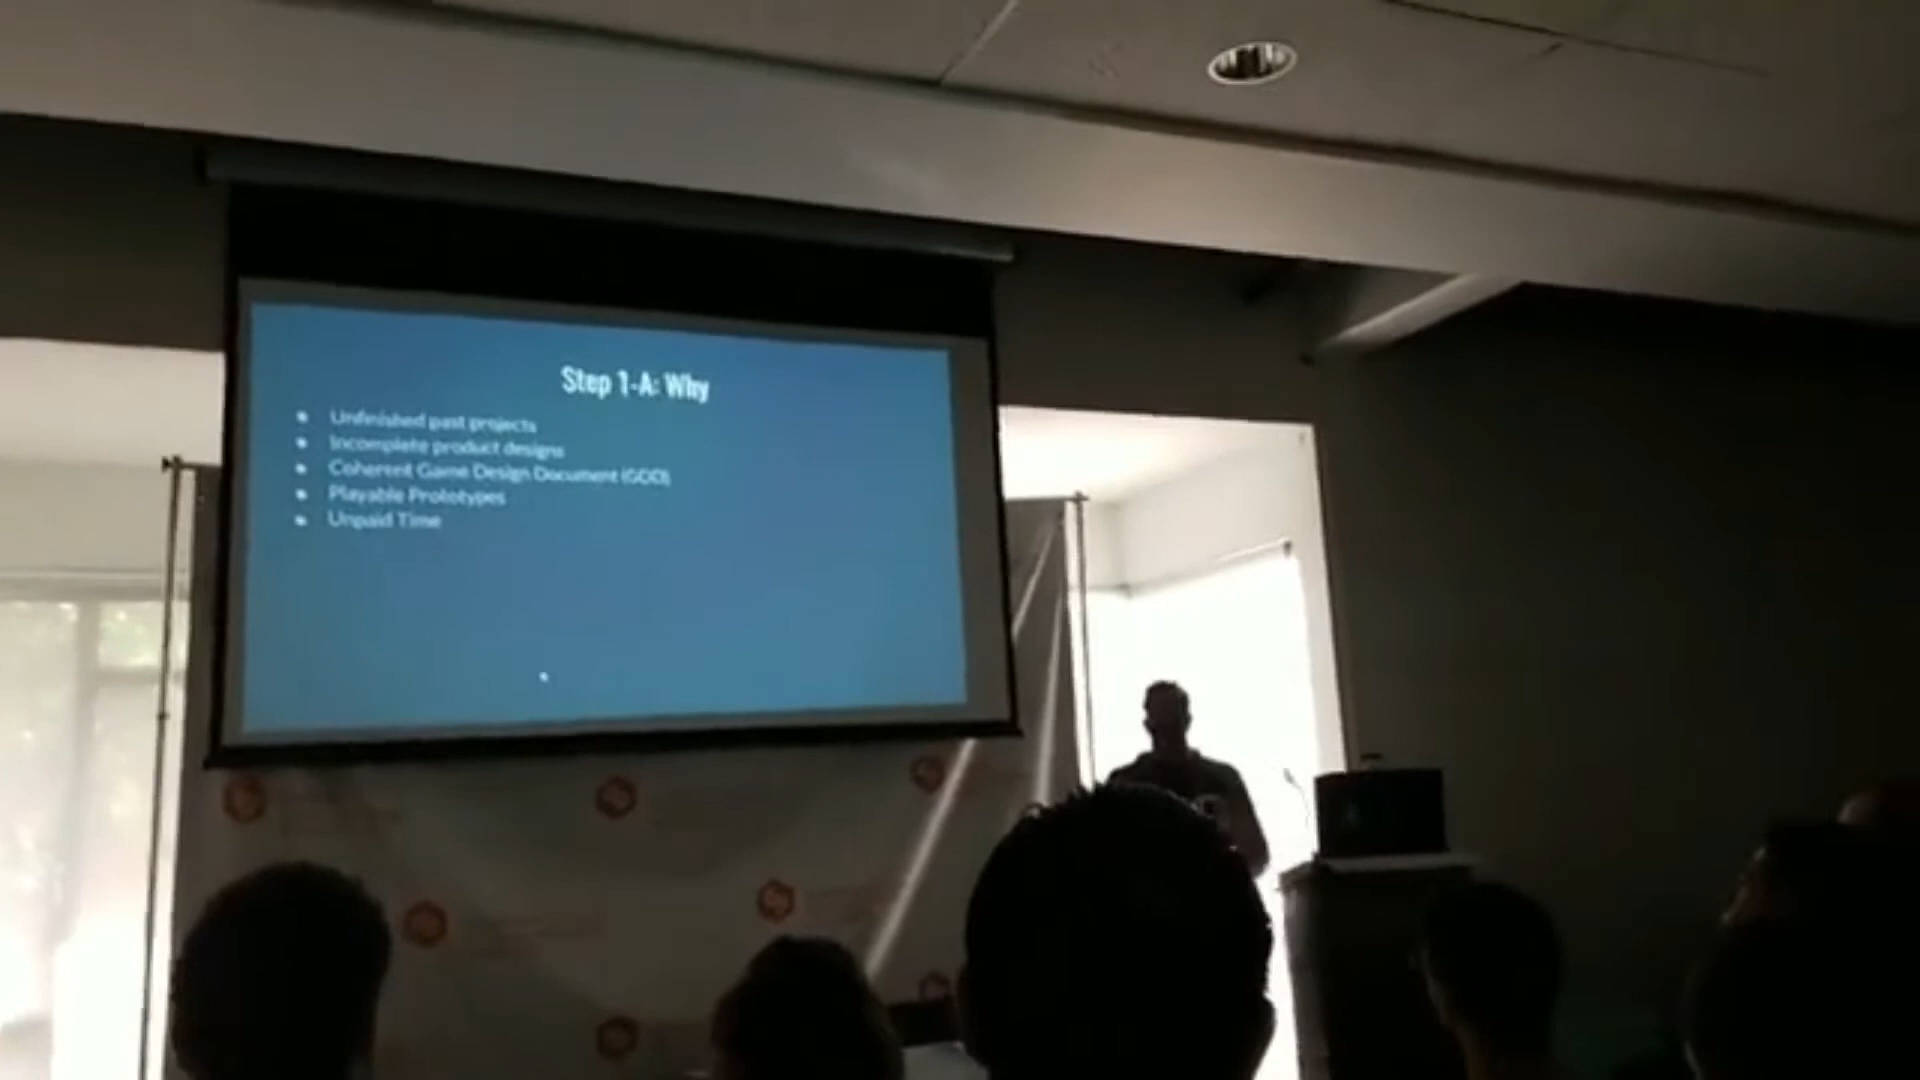 Step 1-A: Why
Unfinished past projects
Incomplete product designs
Coherent Game Design Document (GDD)
Playable Prototypes
Unpaid Time